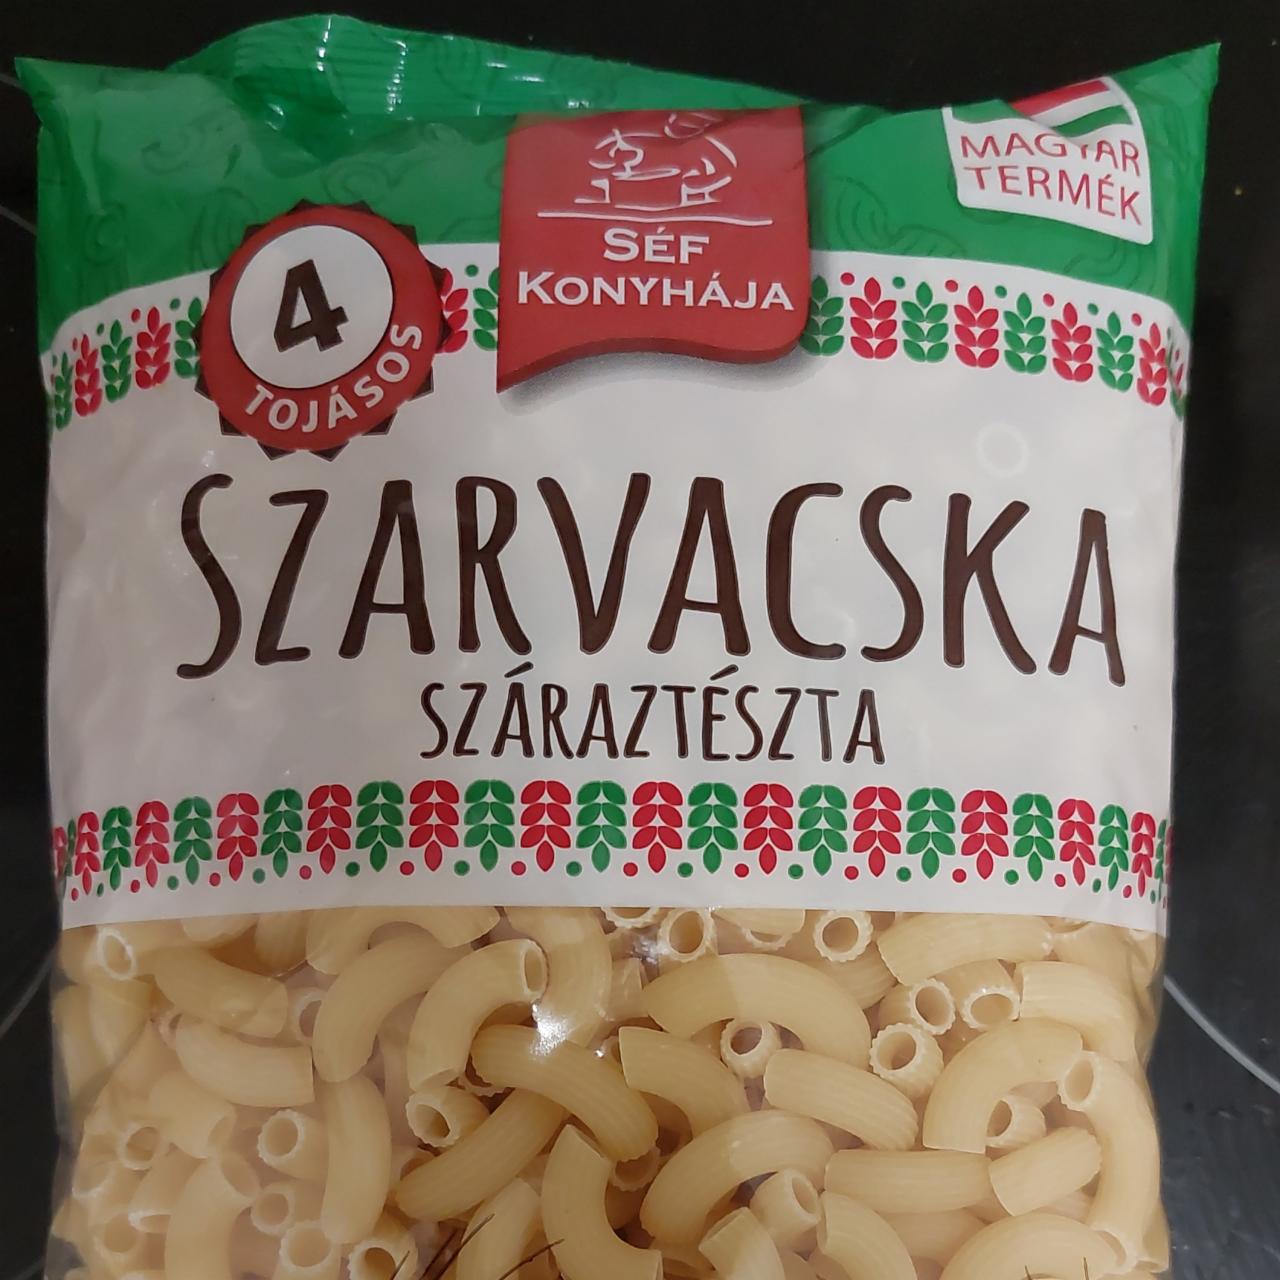 MAGYAR
TERMÉK
SÉF
KONYHÁJA
4
TOJÁSOS
SZARVACSKA
SZÁRAZTÉSZTA